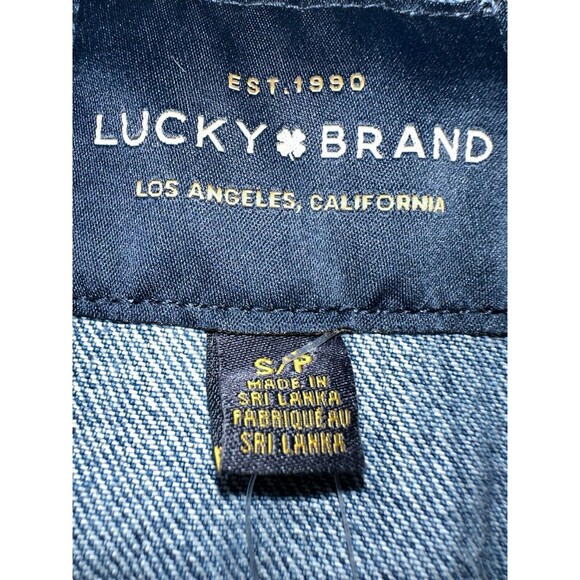 EST. 1990
LUCKY BRAND
LOS ANGELES, CALIFORNIA
S/P
MADE IN
SRI LANKA
FABRIQUÉ AU
SRI LANKA